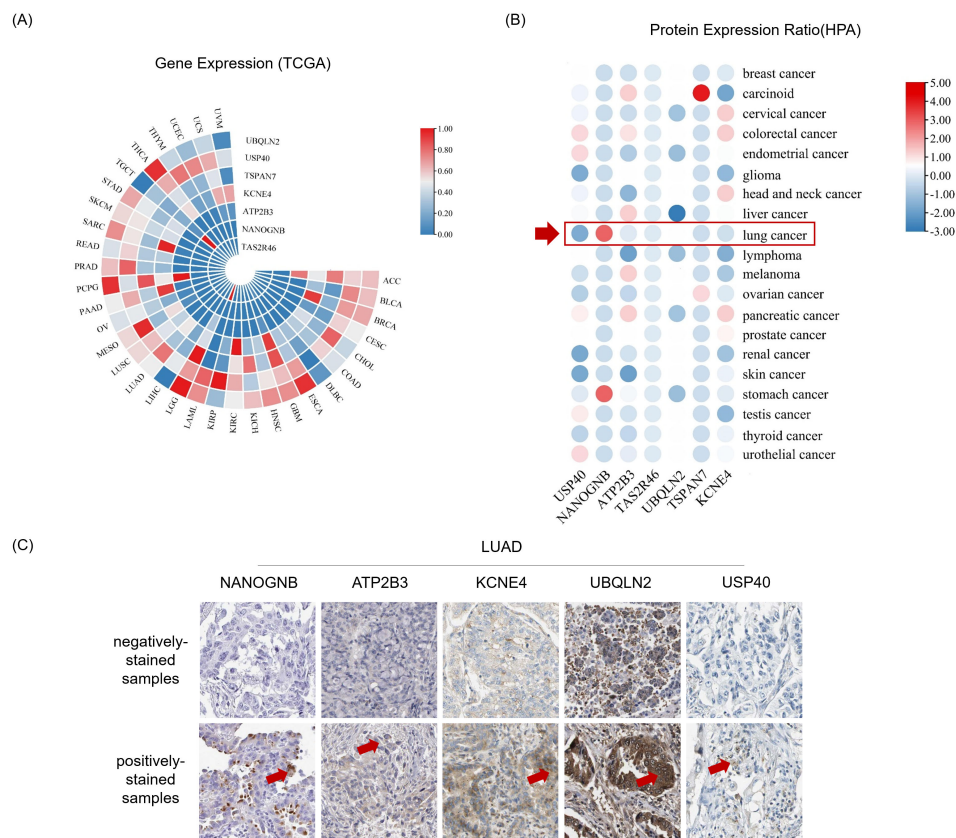 (A)
Gene Expression (TCGA)
UVM
UCS
UCEC
THYM
THCA
TGCT
STAD
SKCM
SARC
READ
PRAD
PCPG
PAAD
OV
MESO
LUSC
LUAD
LIHC
LGG
LAML
KIRP
KIRC
KICH
HNSC
GBM
ESCA
DLBC
COAD
CHOL
CESC
BRCA
BLCA
ACC
UBQLN2
USP40
TSPAN7
KCNE4
ATP2B3
NANOGNB
TAS2R46
1.00
0.80
0.60
0.40
0.20
0.00
(B)
Protein Expression Ratio(HPA)
breast cancer
carcinoid
cervical cancer
colorectal cancer
endometrial cancer
glioma
head and neck cancer
liver cancer
lung cancer
lymphoma
melanoma
ovarian cancer
pancreatic cancer
prostate cancer
renal cancer
skin cancer
stomach cancer
testis cancer
thyroid cancer
urothelial cancer
USP40
NANOGNB
ATP2B3
TAS2R46
UBQLN2
TSPAN7
KCNE4
5.00
4.00
3.00
2.00
1.00
0.00
-1.00
-2.00
-3.00
(C)
LUAD
NANOGNB ATP2B3 KCNE4 UBQLN2 USP40
negatively-
stained
samples
positively-
stained
samples